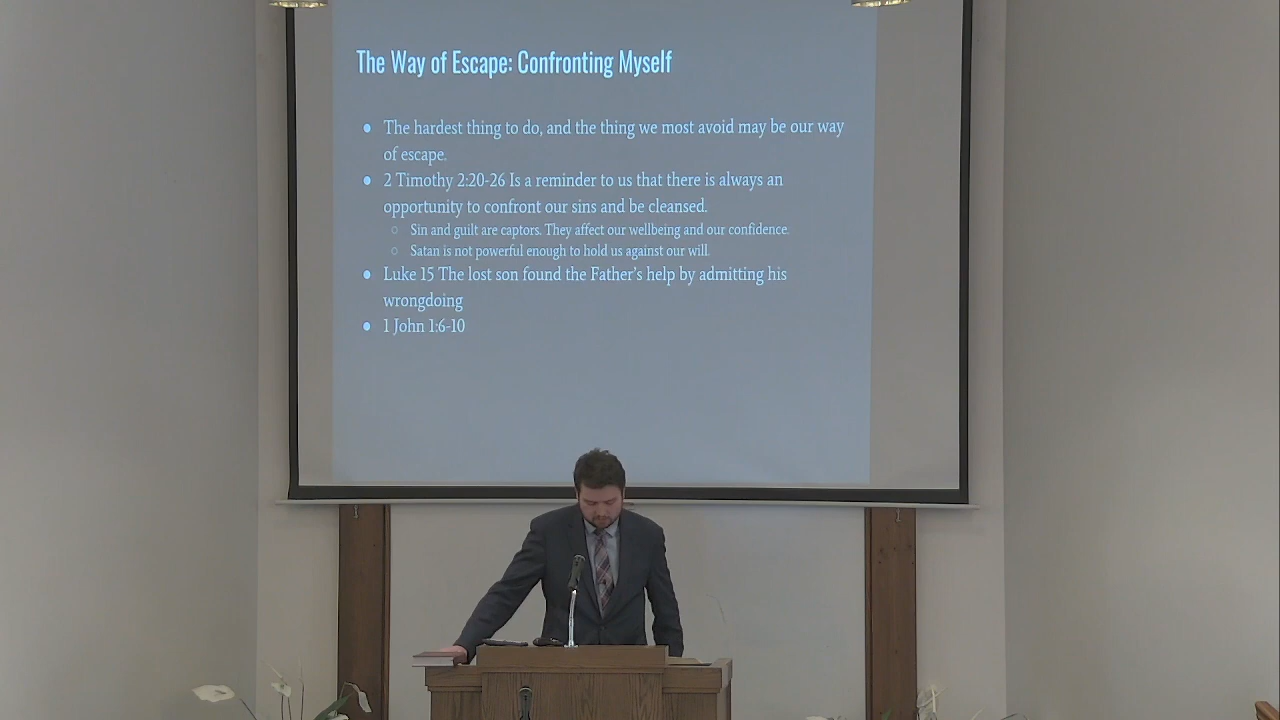 The Way of Escape: Confronting Myself
● The hardest thing to do, and the thing we most avoid may be our way
of escape.
● 2 Timothy 2:20-26 Is a reminder to us that there is always an
opportunity to confront our sins and be cleansed.
○ Sin and guilt are captors. They affect our wellbeing and our confidence.
○ Satan is not powerful enough to hold us against our will.
● Luke 15 The lost son found the Father's help by admitting his
wrongdoing
● 1 John 1:6-10